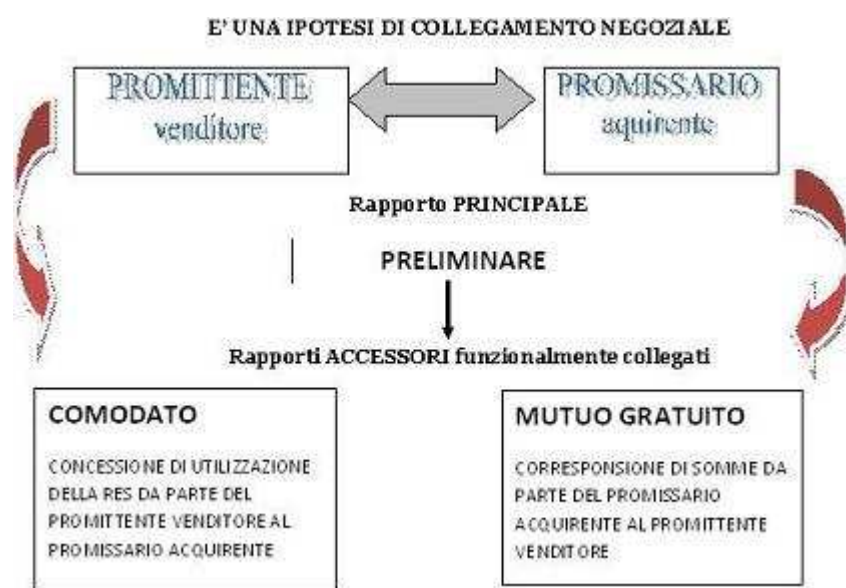 E' UNA IPOTESI DI COLLEGAMENTO NEGOZIALE
PROMITTENTE
venditore
PROMISSARIO
aquirente
Rapporto PRINCIPALE
PRELIMINARE
Rapporti ACCESSORI funzionalmente collegati
COMODATO
CONCESSIONE DI UTILIZZAZIONE
DELLA RES DA PARTE DEL
PROMITTENTE VENDITORE AL
PROMISSARIO ACQUIRENTE
MUTUO GRATUITO
CORRESPONSIONE DI SOMME DA
PARTE DEL PROMISSARIO
ACQUIRENTE AL PROMITTENTE
VENDITORE